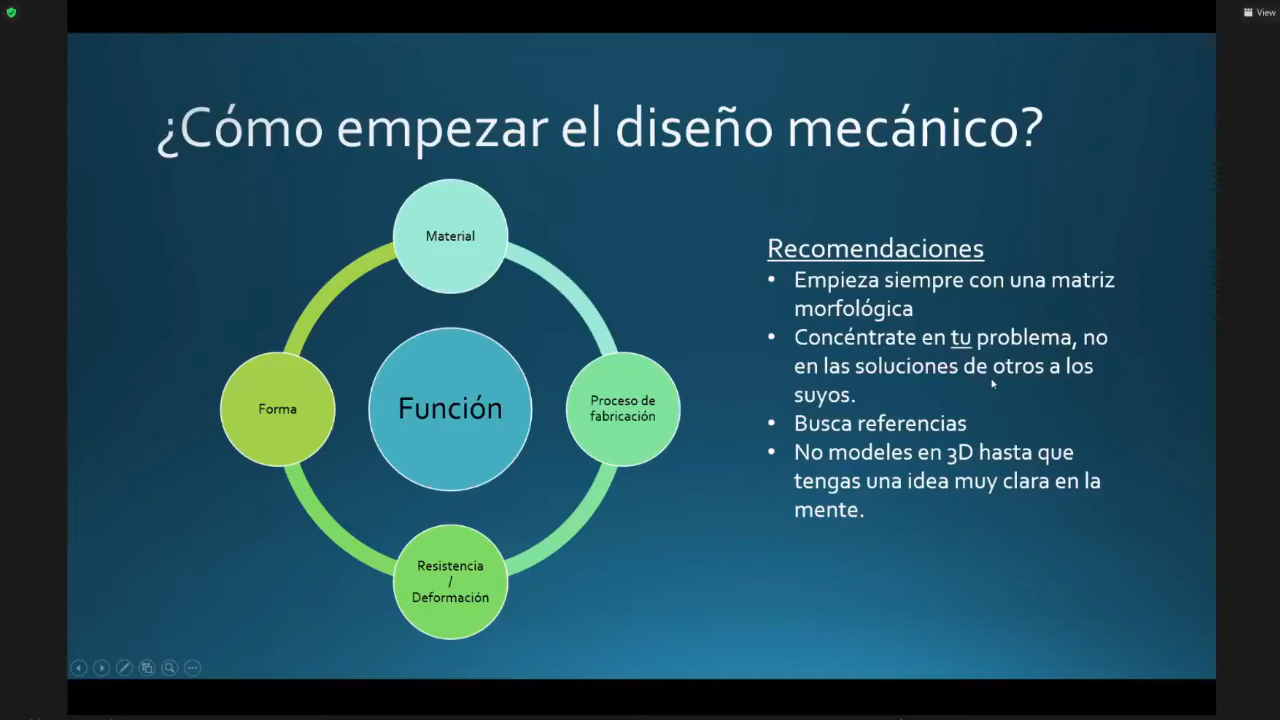 View
¿Cómo empezar el diseño mecánico?
Material
Forma
Función
Proceso de
fabricación
Resistencia
/
Deformación
Recomendaciones
• Empieza siempre con una matriz
morfológica
• Concéntrate en tu problema, no
en las soluciones de otros a los
suyos.
• Busca referencias
• No modeles en 3D hasta que
tengas una idea muy clara en la
mente.